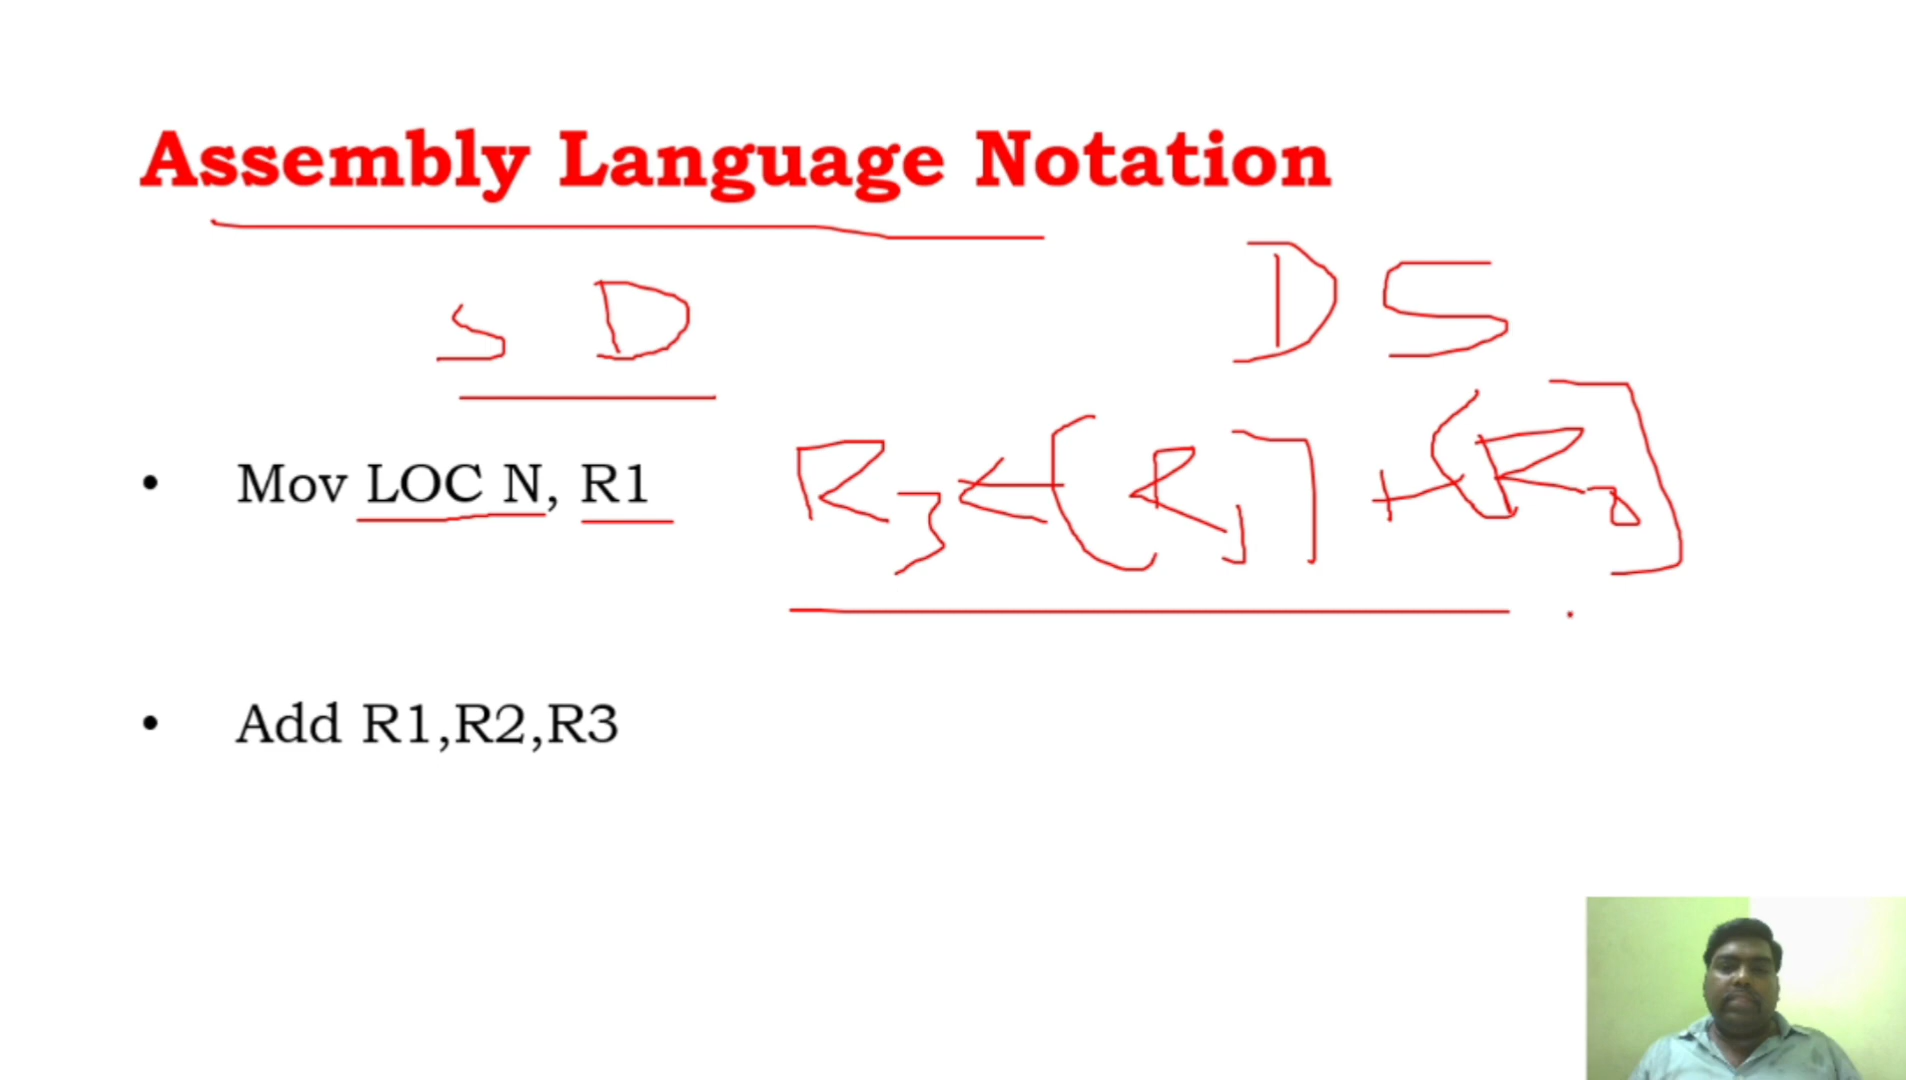 Assembly Language Notation
S D
D S
• Mov LOC N, R1
R3 ← [R1] + [R2]
• Add R1,R2,R3